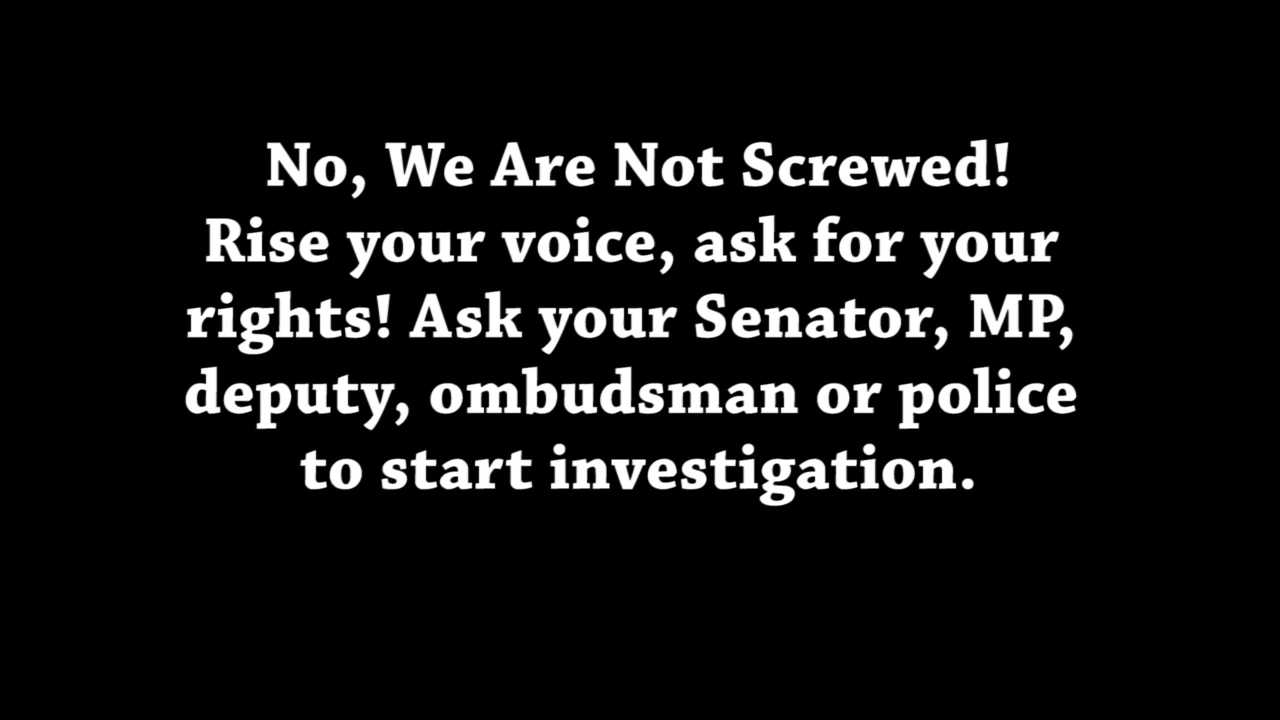 No, We Are Not Screwed!
Rise your voice, ask for your
rights! Ask your Senator, MP,
deputy, ombudsman or police
to start investigation.